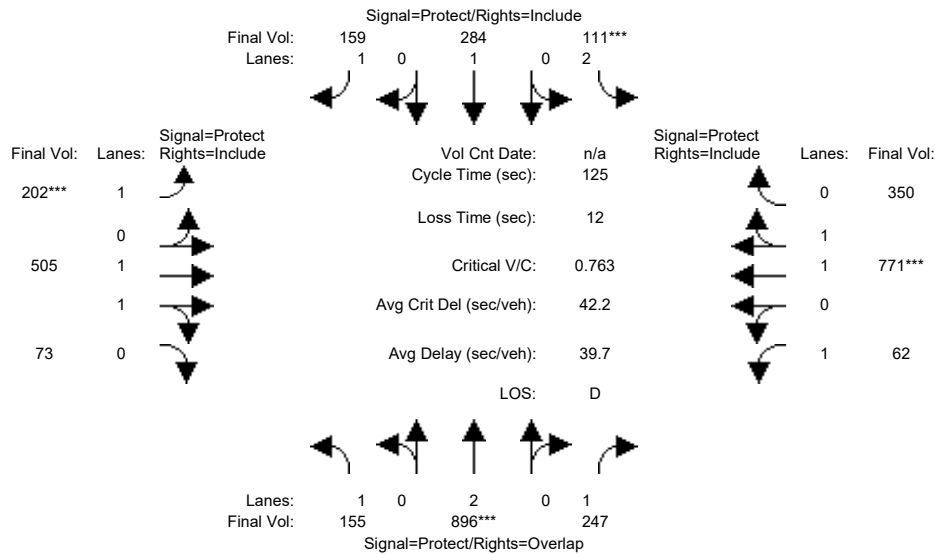 Signal=Protect/Rights=Include
Final Vol: 159 284 111***
Lanes: 1 0 1 0 2
Signal=Protect Signal=Protect
Final Vol: Lanes: Rights=Include Vol Cnt Date: n/a Rights=Include Lanes: Final Vol:
Cycle Time (sec): 125
202*** 1 0 350
Loss Time (sec): 12
0 1
505 1 Critical V/C: 0.763 1 771***
1 Avg Crit Del (sec/veh): 42.2 0
73 0 Avg Delay (sec/veh): 39.7 1 62
LOS: D
Lanes: 1 0 2 0 1
Final Vol: 155 896*** 247
Signal=Protect/Rights=Overlap